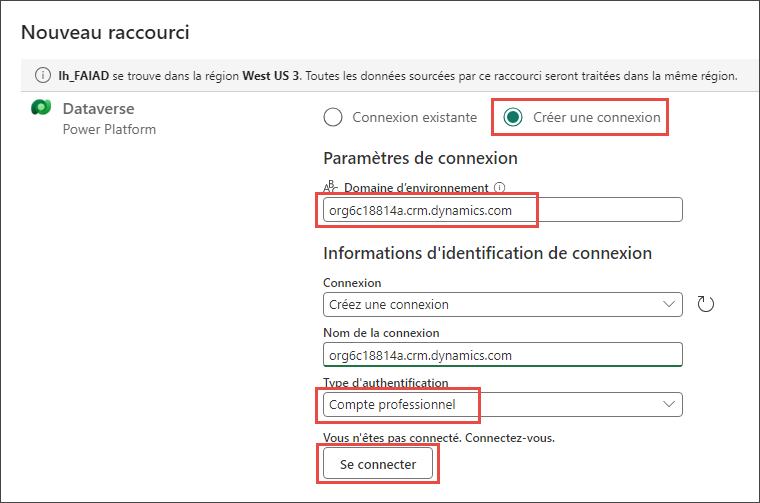 Nouveau raccourci
lh_FAIAD se trouve dans la région West US 3. Toutes les données sourcées par ce raccourci seront traitées dans la même région.
Dataverse
Power Platform
Connexion existante
Créer une connexion
Paramètres de connexion
Domaine d'environnement
org6c18814a.crm.dynamics.com
Informations d'identification de connexion
Connexion
Créez une connexion
Nom de la connexion
org6c18814a.crm.dynamics.com
Type d'authentification
Compte professionnel
Vous n'êtes pas connecté. Connectez-vous.
Se connecter